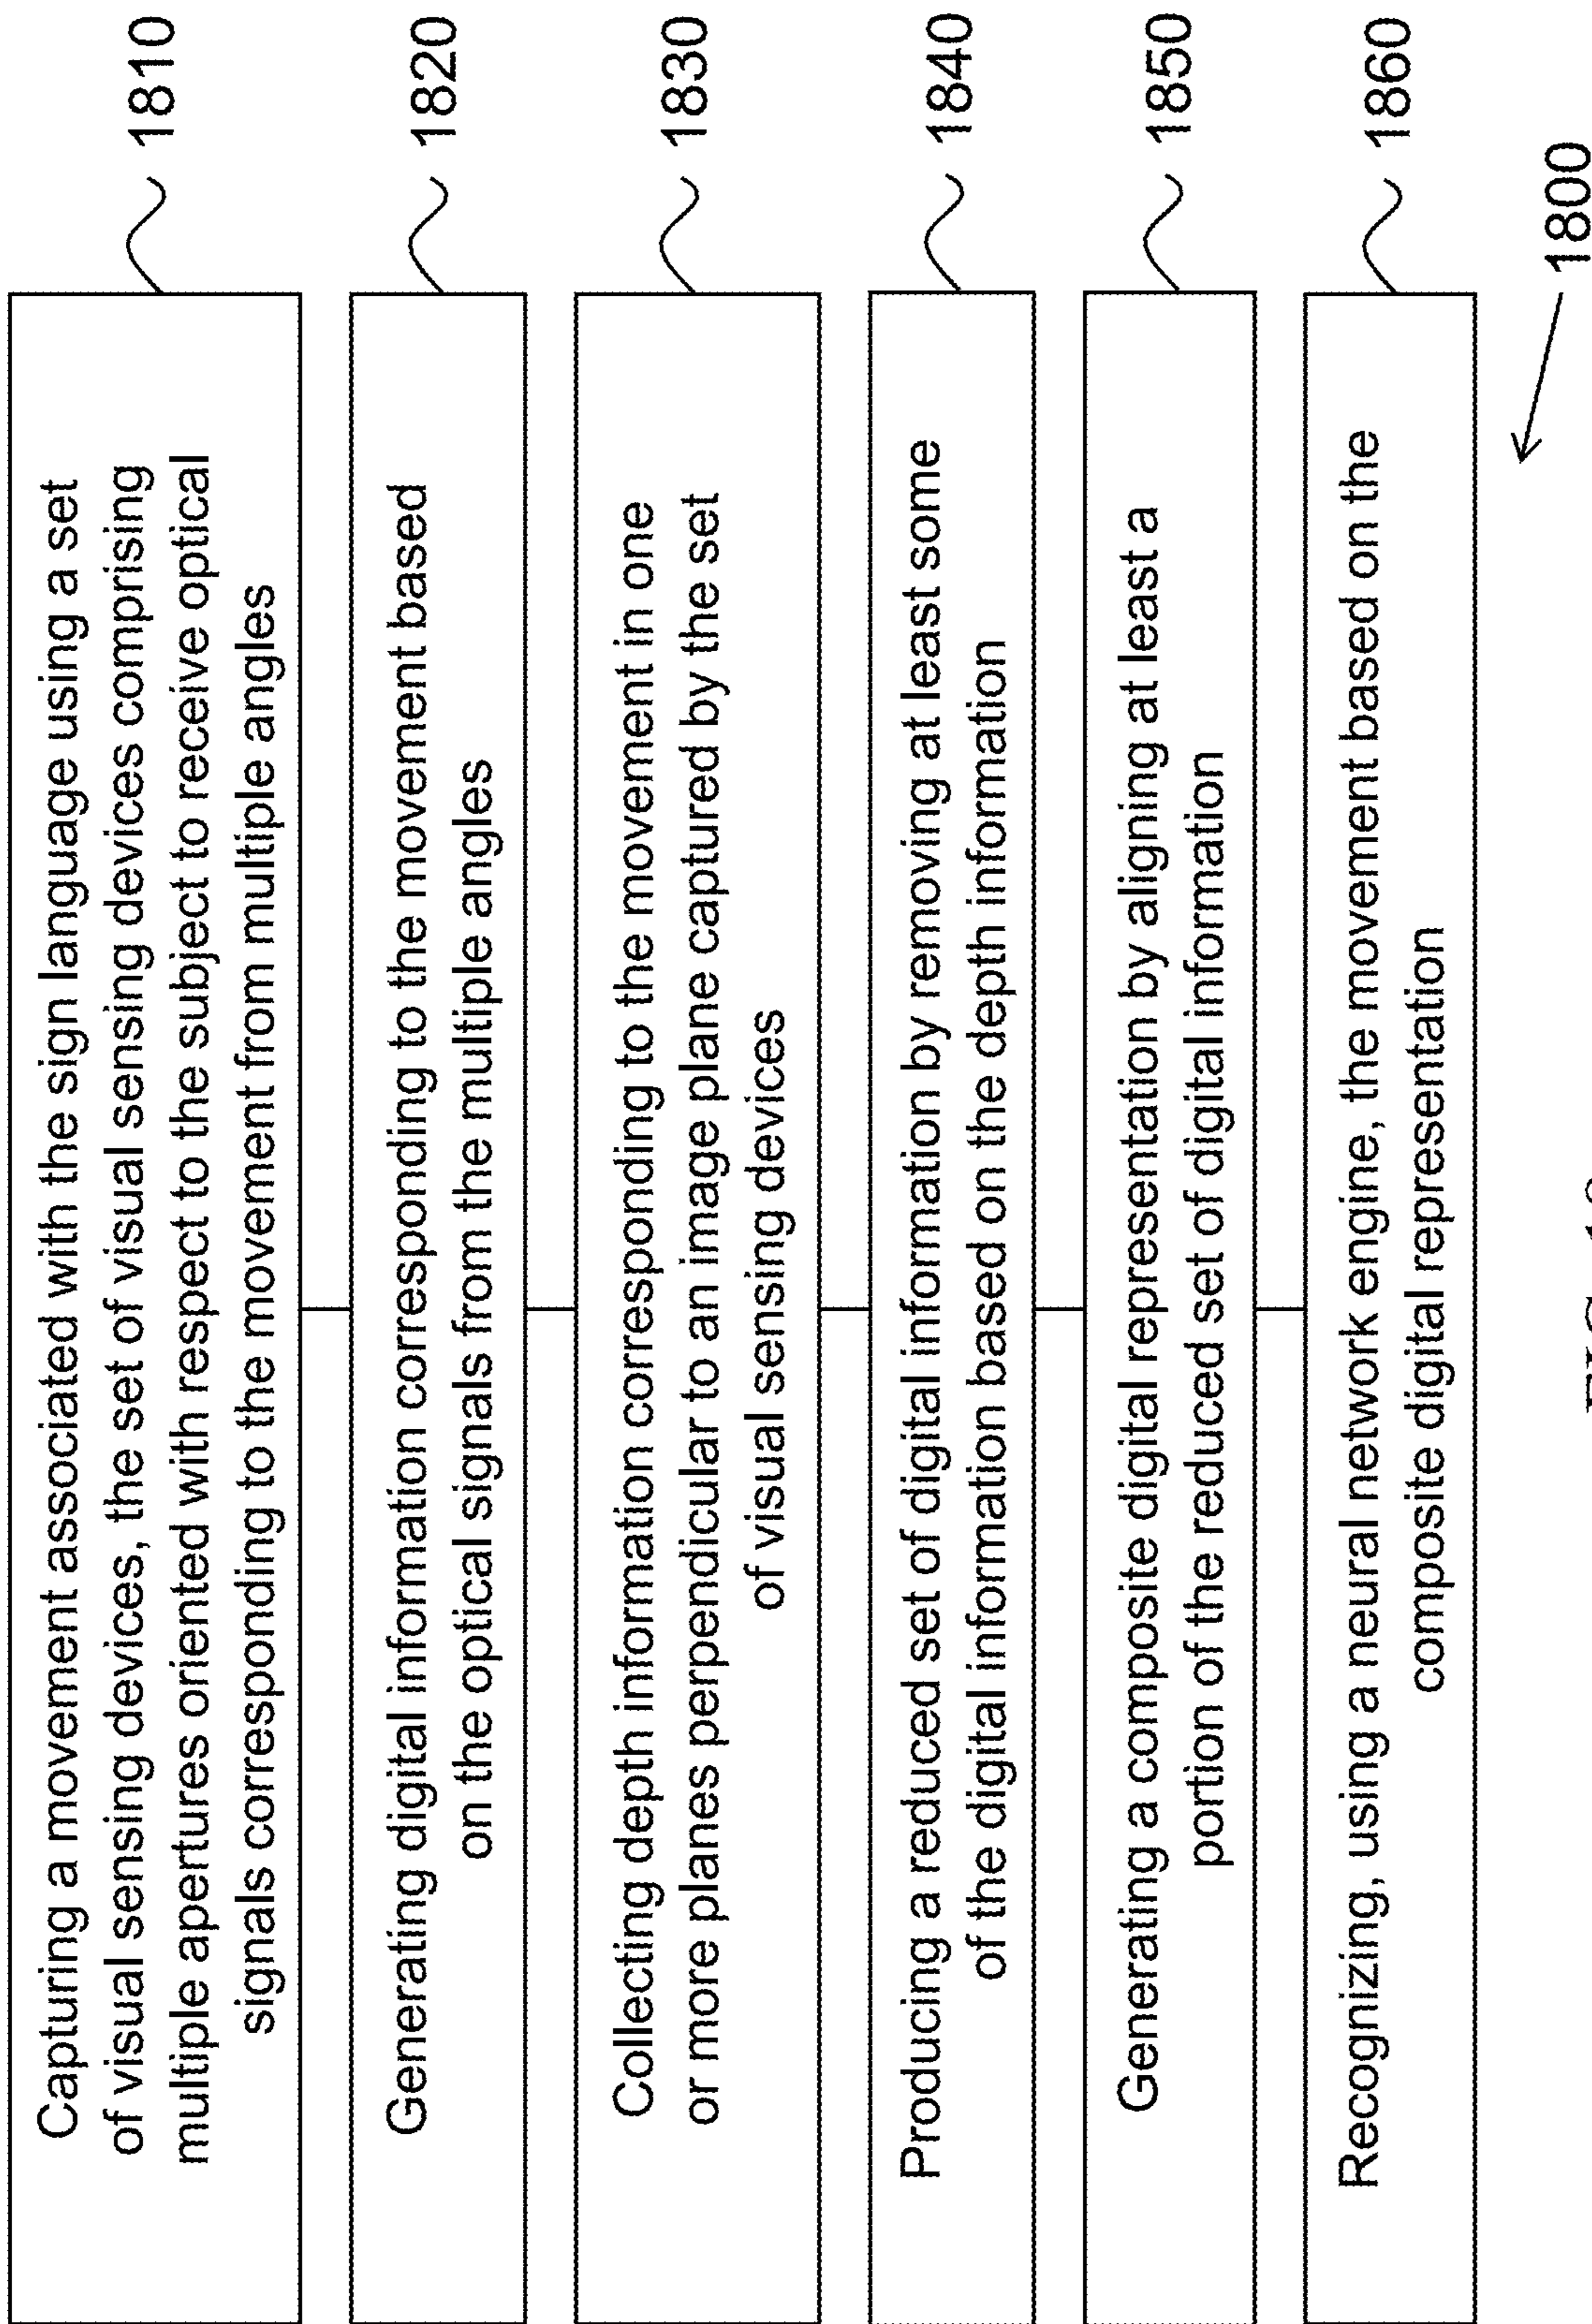 Capturing a movement associated with the sign language using a set
of visual sensing devices, the set of visual sensing devices comprising
multiple apertures oriented with respect to the subject to receive optical
signals corresponding to the movement from multiple angles
1810
Generating digital information corresponding to the movement based
on the optical signals from the multiple angles
1820
Collecting depth information corresponding to the movement in one
or more planes perpendicular to an image plane captured by the set
of visual sensing devices
1830
Producing a reduced set of digital information by removing at least some
of the digital information based on the depth information
1840
Generating a composite digital representation by aligning at least a
portion of the reduced set of digital information
1850
Recognizing, using a neural network engine, the movement based on the
composite digital representation
1860
1800